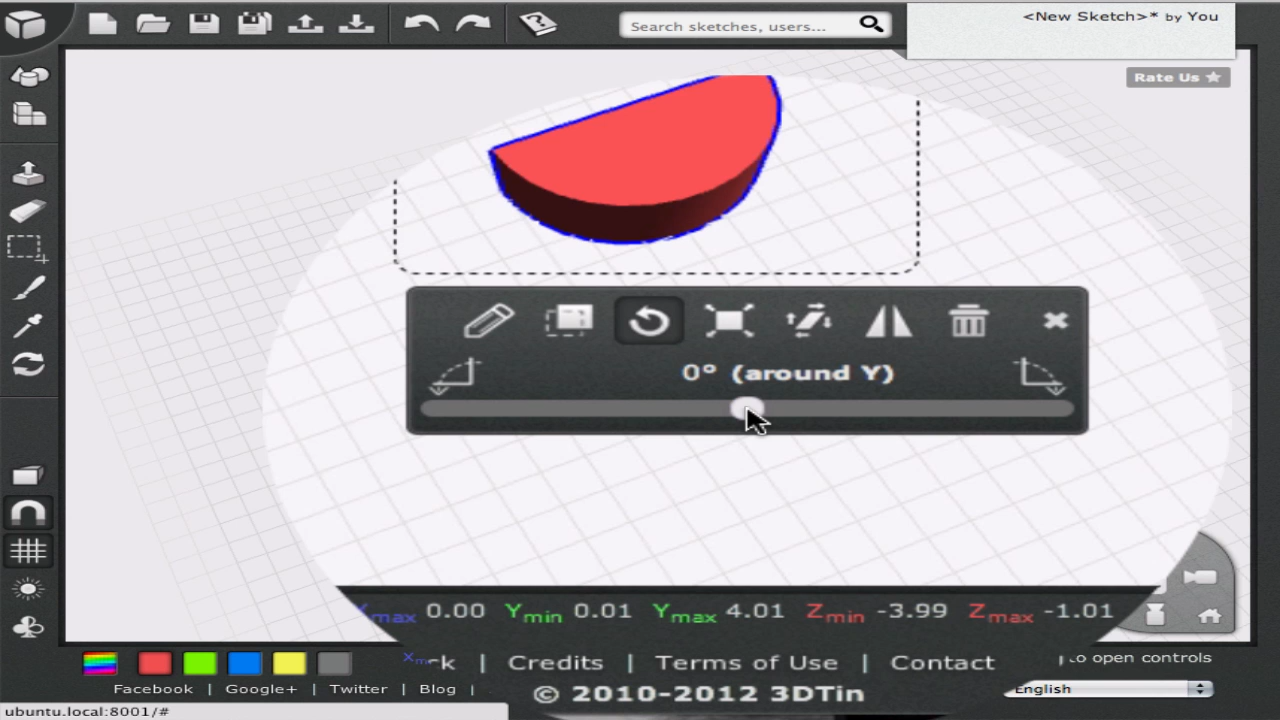 Search sketches, users...
<New Sketch>* by You
Rate Us
0° (around Y)
Xmax 0.00 Ymin 0.01 Ymax 4.01 Zmin -3.99 Zmax -1.01
| Credits | Terms of Use | Contact
to open controls
Facebook | Google+ | Twitter | Blog |
© 2010-2012 3DTin
English
ubuntu.local:8001/#